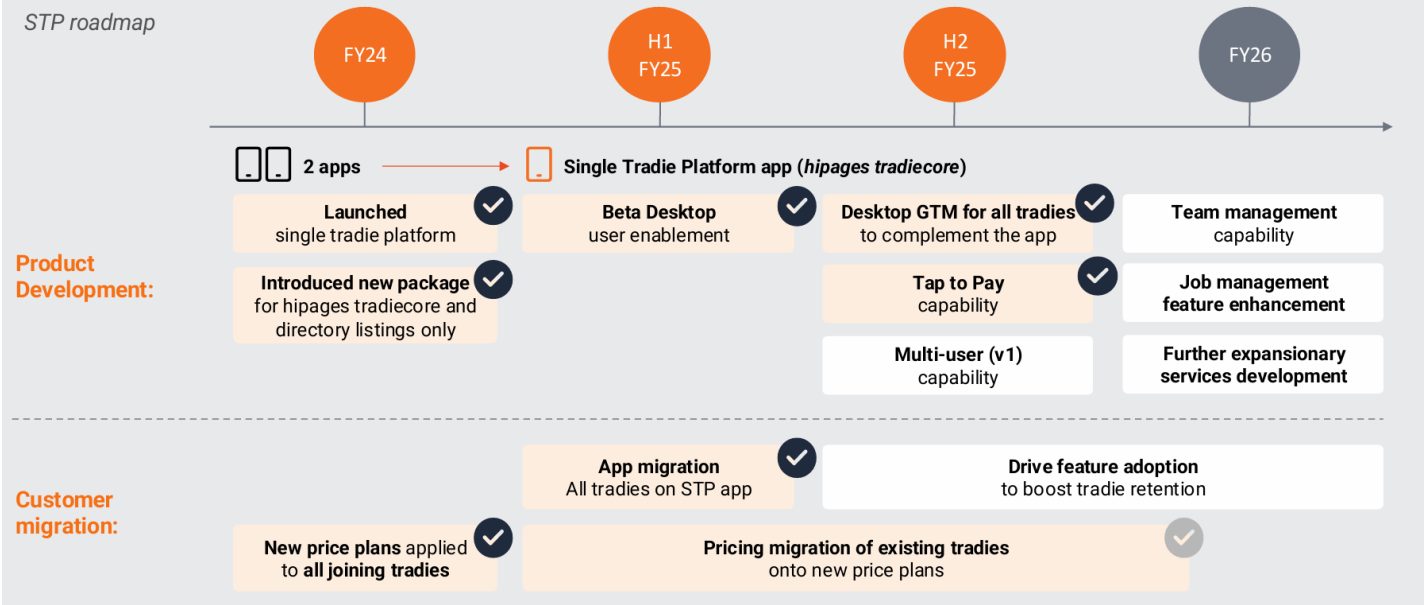 STP roadmap
FY24
H1
FY25
H2
FY25
FY26
2 apps
Single Tradie Platform app (hipages tradiecore)
Product
Development:
Launched
single tradie platform
Introduced new package
for hipages tradiecore and
directory listings only
Beta Desktop
user enablement
Desktop GTM for all tradies
to complement the app
Tap to Pay
capability
Multi-user (v1)
capability
Team management
capability
Job management
feature enhancement
Further expansionary
services development
Customer
migration:
App migration
All tradies on STP app
Drive feature adoption
to boost tradie retention
New price plans applied
to all joining tradies
Pricing migration of existing tradies
onto new price plans